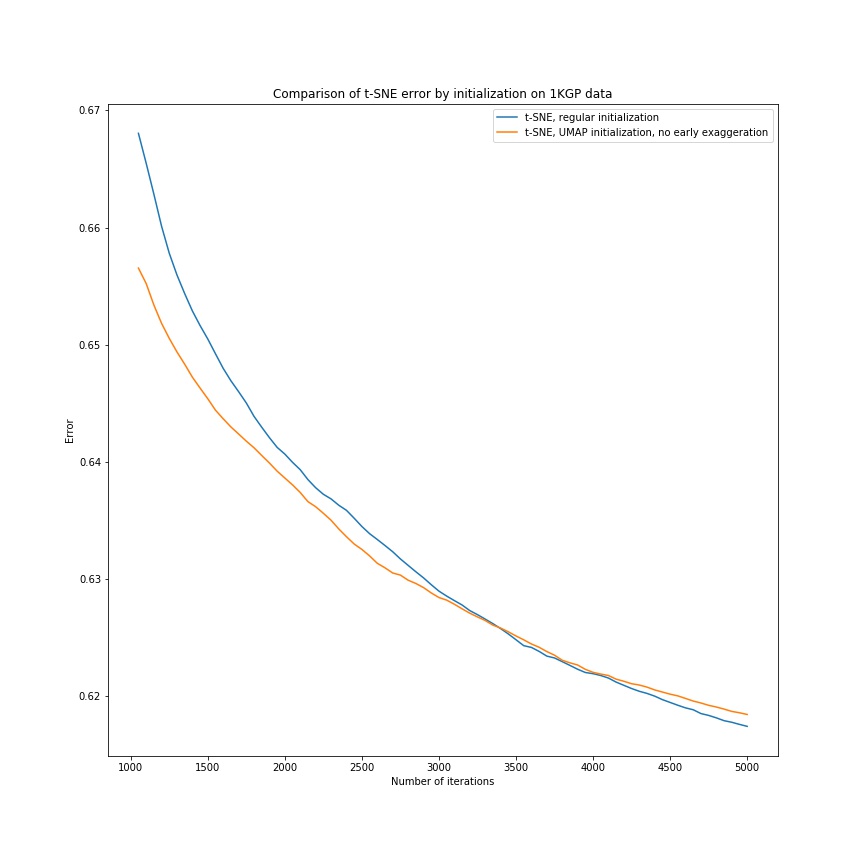 Comparison of t-SNE error by initialization on 1KGP data
t-SNE, regular initialization
t-SNE, UMAP initialization, no early exaggeration
Error
0.67
0.66
0.65
0.64
0.63
0.62
1000 1500 2000 2500 3000 3500 4000 4500 5000
Number of iterations